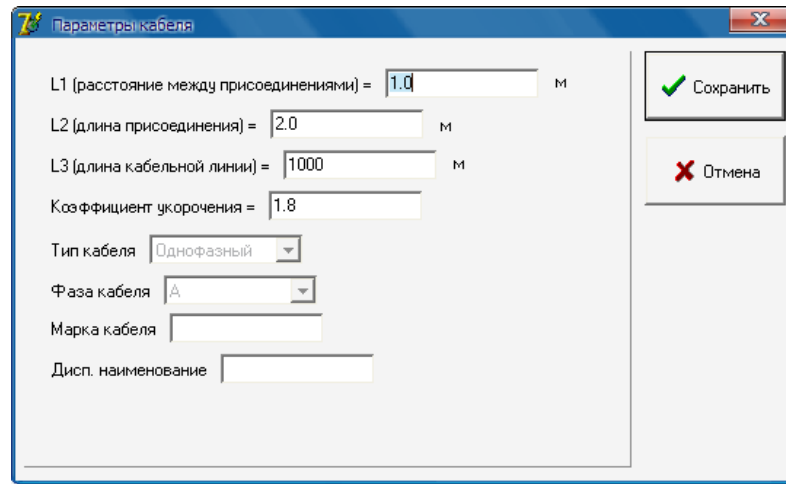 Параметры кабеля
L1 (расстояние между присоединениями) = 1.0 м
Сохранить
L2 (длина присоединения) = 2.0 м
L3 (длина кабельной линии) = 1000 м
Отмена
Коэффициент укорочения = 1.8
Тип кабеля Однофазный
Фаза кабеля A
Марка кабеля
Дисп. наименование